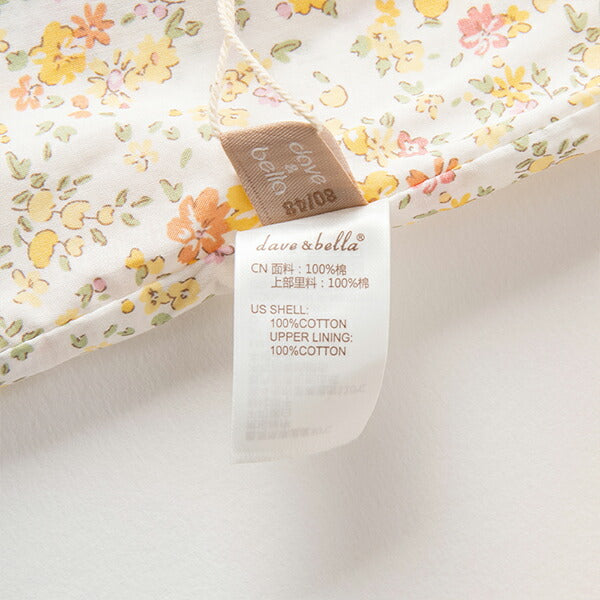 dave
&
bella
80/48
dave & bella®
CN 面料：100%棉
上部里料：100%棉
US SHELL:
100%COTTON
UPPER LINING:
100%COTTON